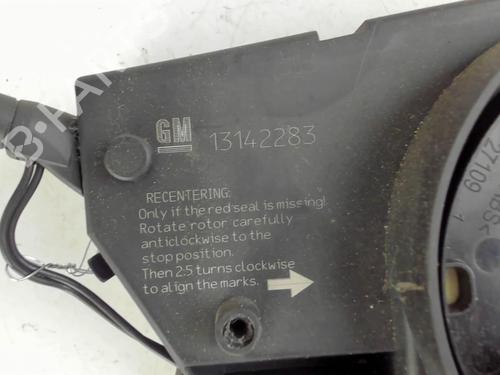 GM 13142283
RECENTERING:
Only if the red seal is missing!
Rotate rotor carefully
anticlockwise to the
stop position.
Then 2.5 turns clockwise
to align the marks.